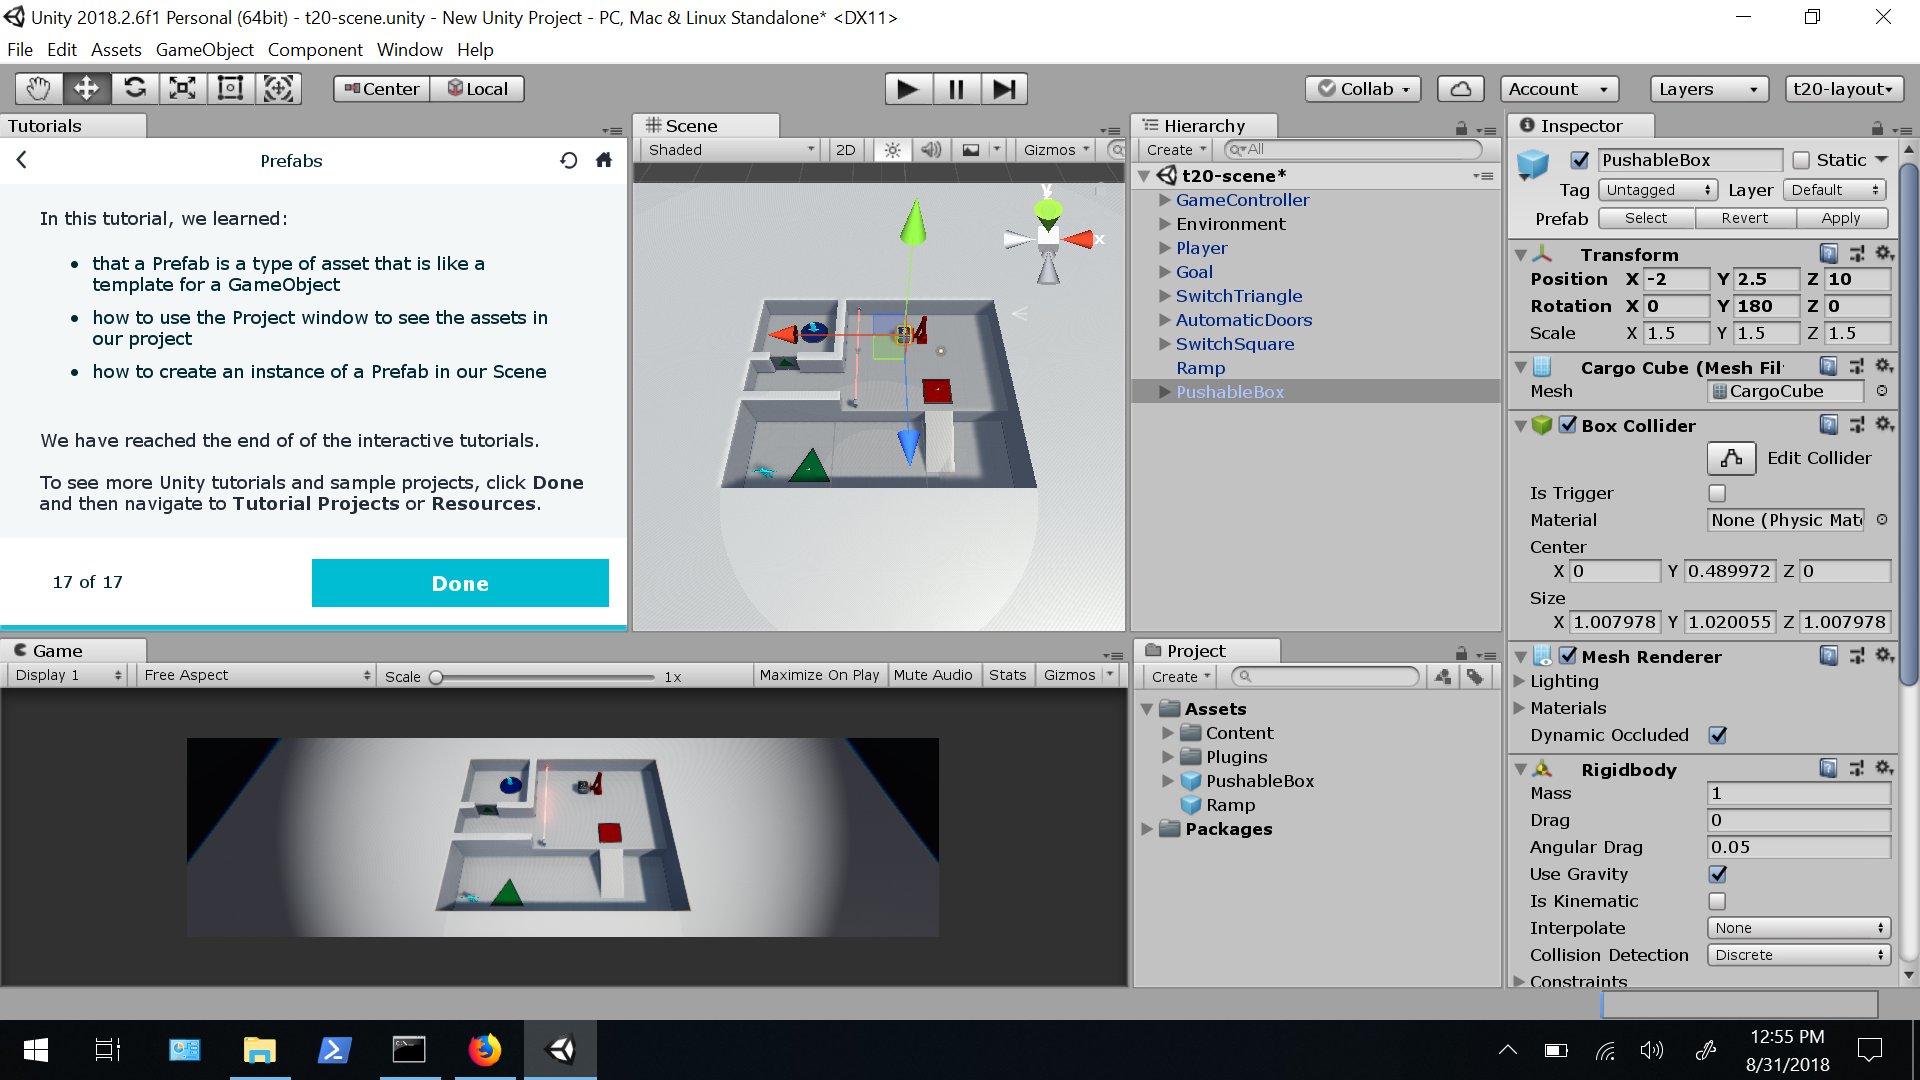 Unity 2018.2.6f1 Personal (64bit) - t20-scene.unity - New Unity Project - PC, Mac & Linux Standalone* <DX11>
File Edit Assets GameObject Component Window Help
Center Local Collab Account Layers t20-layout
Tutorials
Prefabs
In this tutorial, we learned:
• that a Prefab is a type of asset that is like a
template for a GameObject
• how to use the Project window to see the assets in
our project
• how to create an instance of a Prefab in our Scene
We have reached the end of of the interactive tutorials.
To see more Unity tutorials and sample projects, click Done
and then navigate to Tutorial Projects or Resources.
17 of 17 Done
Scene
Shaded 2D Gizmos
y
x
Hierarchy
Create All
t20-scene*
GameController
Environment
Player
Goal
SwitchTriangle
AutomaticDoors
SwitchSquare
Ramp
PushableBox
Inspector
PushableBox Static
Tag Untagged Layer Default
Prefab Select Revert Apply
Transform
Position X -2 Y 2.5 Z 10
Rotation X 0 Y 180 Z 0
Scale X 1.5 Y 1.5 Z 1.5
Cargo Cube (Mesh Fil
Mesh CargoCube
Box Collider
Edit Collider
Is Trigger
Material None (Physic Mat
Center
X 0 Y 0.489972 Z 0
Size
X 1.007978 Y 1.020055 Z 1.007978
Mesh Renderer
Lighting
Materials
Dynamic Occluded
Rigidbody
Mass 1
Drag 0
Angular Drag 0.05
Use Gravity
Is Kinematic
Interpolate None
Collision Detection Discrete
Constraints
Game
Display 1 Free Aspect Scale 1x Maximize On Play Mute Audio Stats Gizmos
Project
Create
Assets
Content
Plugins
PushableBox
Ramp
Packages
12:55 PM
8/31/2018